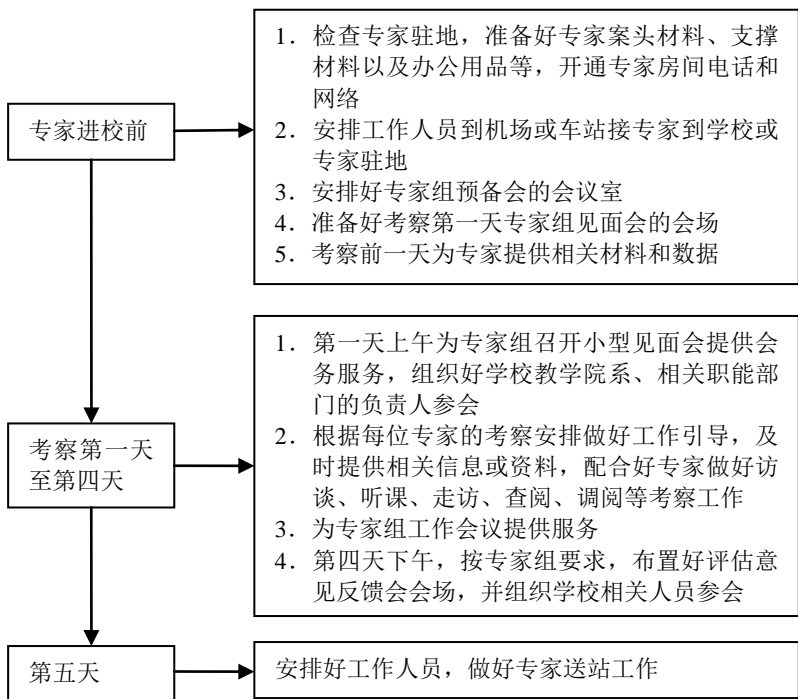 专家进校前
1．检查专家驻地，准备好专家案头材料、支撑
材料以及办公用品等，开通专家房间电话和
网络
2．安排工作人员到机场或车站接专家到学校或
专家驻地
3．安排好专家组预备会的会议室
4．准备好考察第一天专家组见面会的会场
5．考察前一天为专家提供相关材料和数据
考察第一天
至第四天
1．第一天上午为专家组召开小型见面会提供会
务服务，组织好学校教学院系、相关职能部
门的负责人参会
2．根据每位专家的考察安排做好工作引导，及
时提供相关信息或资料，配合好专家做好访
谈、听课、走访、查阅、调阅等考察工作
3．为专家组工作会议提供服务
4．第四天下午，按专家组要求，布置好评估意
见反馈会会场，并组织学校相关人员参会
第五天
安排好工作人员，做好专家送站工作